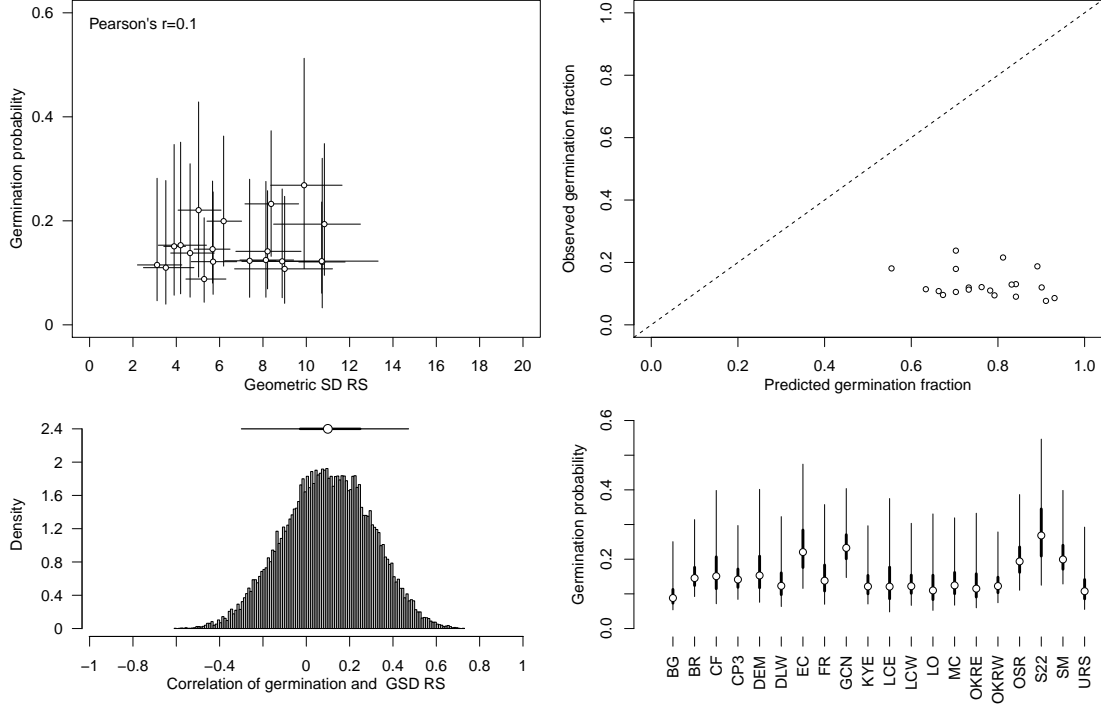 Pearson's r=0.1
Germination probability
0.6
0.4
0.2
0
0 2 4 6 8 10 12 14 16 18 20
Geometric SD RS
Observed germination fraction
1.0
0.8
0.6
0.4
0.2
0.0
0.0 0.2 0.4 0.6 0.8 1.0
Predicted germination fraction
Density
2.4
2
1.6
1.2
0.8
0.4
0
−1 −0.8 −0.4 0 0.2 0.4 0.6 0.8 1
Correlation of germination and GSD RS
Germination probability
0.6
0.4
0.2
0.0
BG BR CF CP3 DEM DLW EC FR GCN KYE LCE LCW LO MC OKRE OKRW OSR S22 SM URS